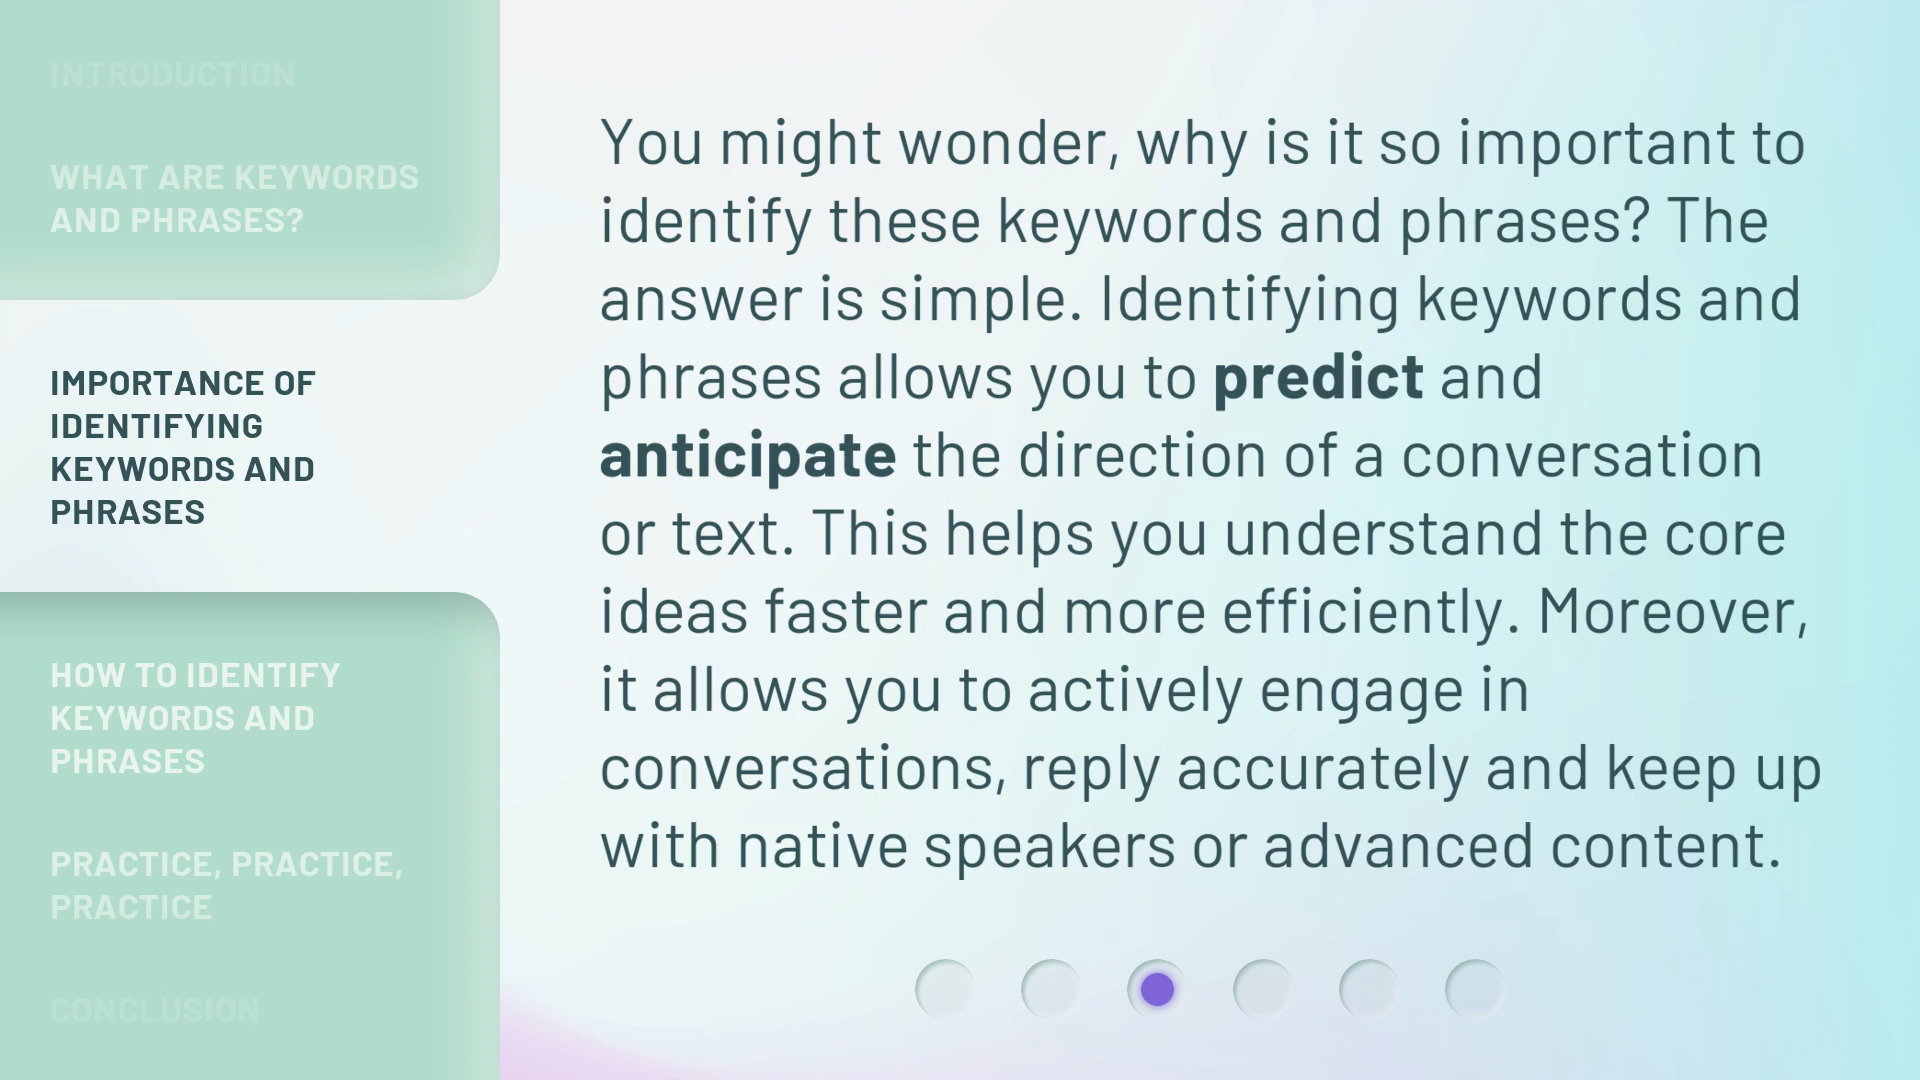 INTRODUCTION
WHAT ARE KEYWORDS
AND PHRASES?
IMPORTANCE OF
IDENTIFYING
KEYWORDS AND
PHRASES
HOW TO IDENTIFY
KEYWORDS AND
PHRASES
PRACTICE, PRACTICE,
PRACTICE
CONCLUSION
You might wonder, why is it so important to
identify these keywords and phrases? The
answer is simple. Identifying keywords and
phrases allows you to predict and
anticipate the direction of a conversation
or text. This helps you understand the core
ideas faster and more efficiently. Moreover,
it allows you to actively engage in
conversations, reply accurately and keep up
with native speakers or advanced content.